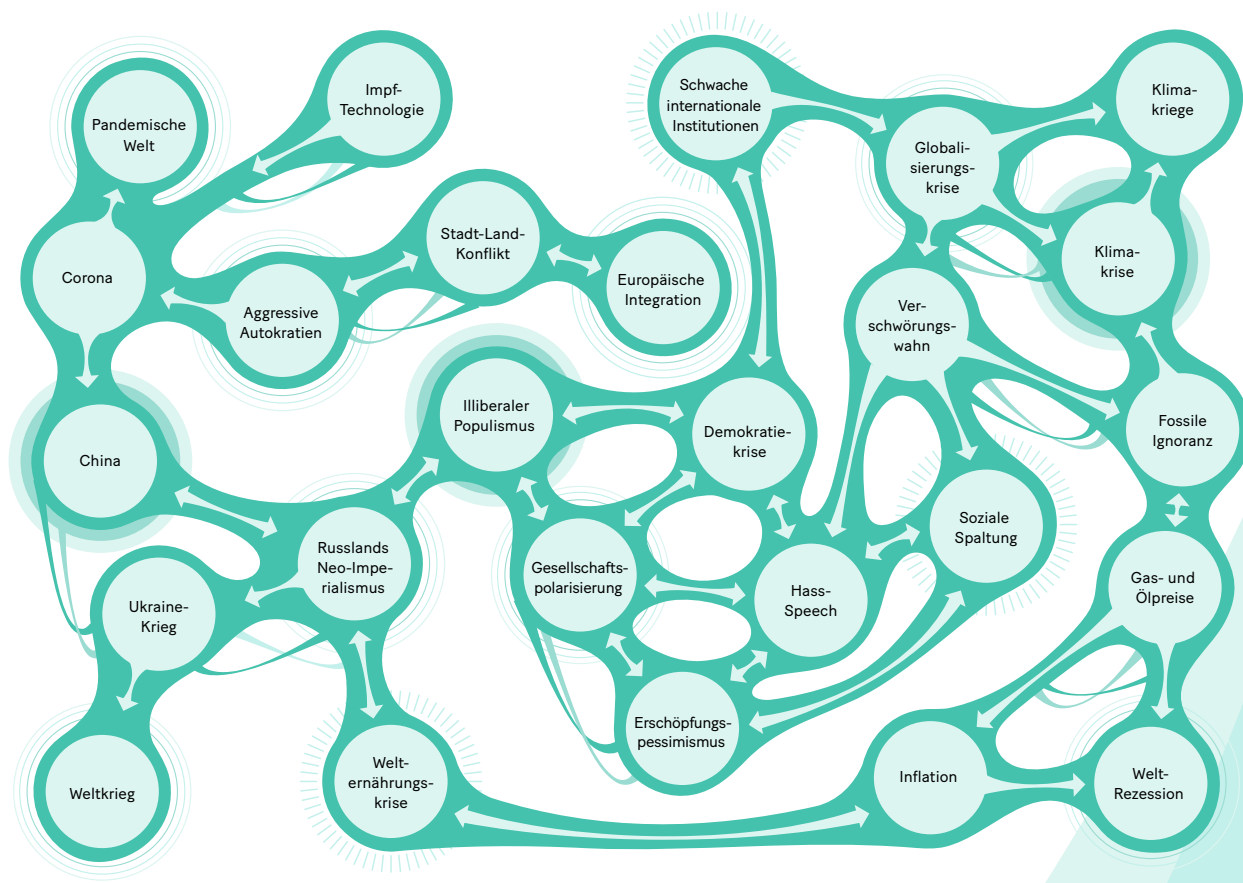 Pandemische
Welt
Impf-
Technologie
Schwache
internationale
Institutionen
Klima-
kriege
Globali-
sierungs-
krise
Corona
Stadt-Land-
Konflikt
Europäische
Integration
Klima-
krise
Aggressive
Autokratien
Ver-
schwörungs-
wahn
China
Illiberaler
Populismus
Demokratie-
krise
Fossile
Ignoranz
Russlands
Neo-Impe-
rialismus
Gesellschafts-
polarisierung
Hass-
Speech
Soziale
Spaltung
Gas- und
Ölpreise
Ukraine-
Krieg
Erschöpfungs-
pessimismus
Weltkrieg
Welt-
ernährungs-
krise
Inflation
Welt-
Rezession